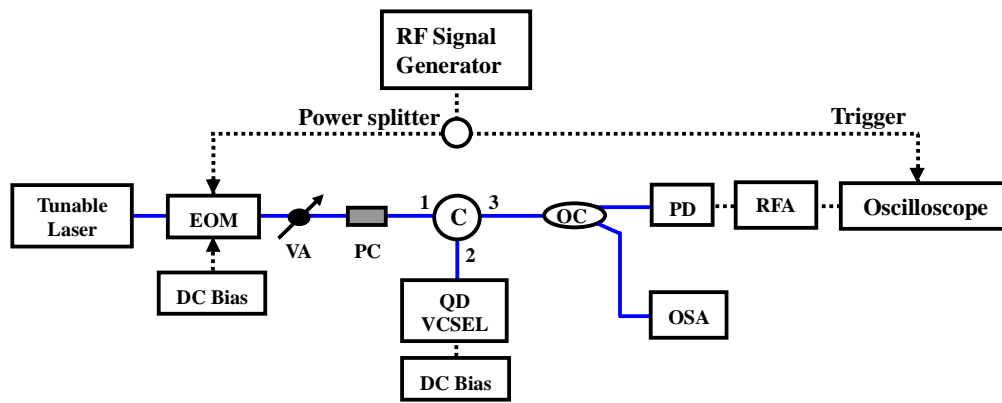 RF Signal
Generator
Power splitter
Trigger
Tunable
Laser
EOM
VA
PC
1
C
3
2
OC
PD
RFA
Oscilloscope
DC Bias
QD
VCSEL
OSA
DC Bias